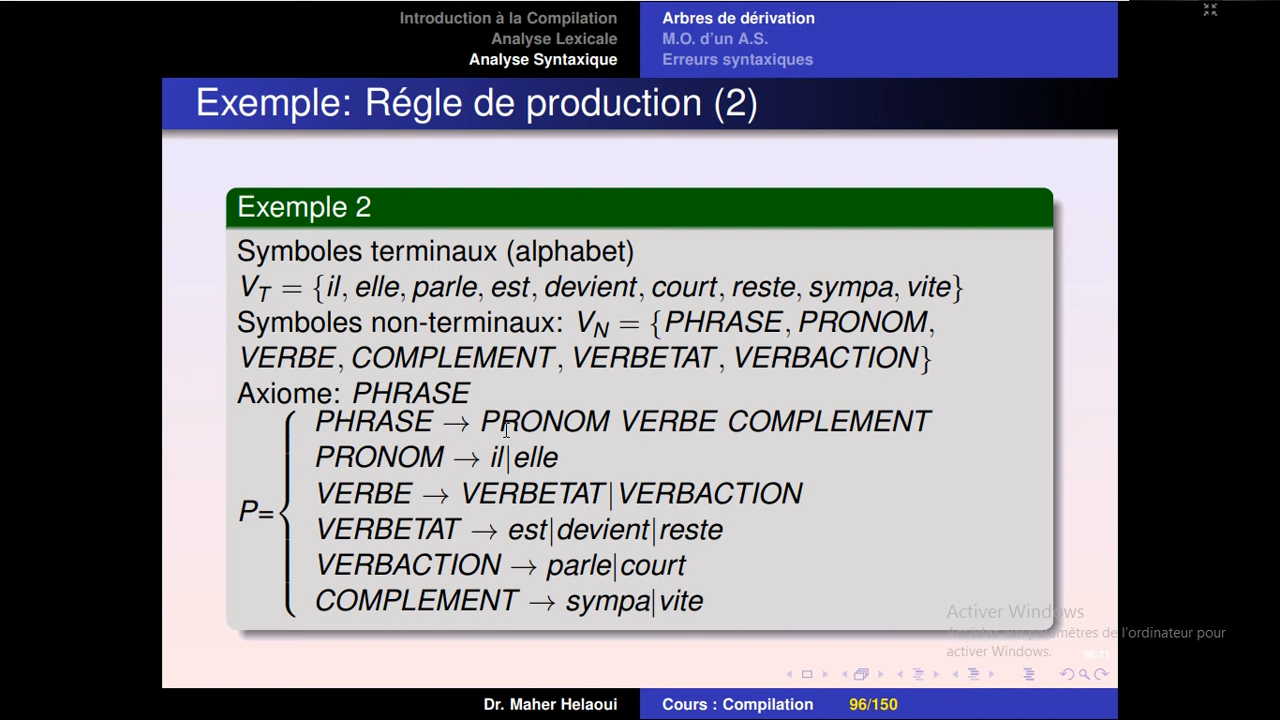 Introduction à la Compilation
Analyse Lexicale
Analyse Syntaxique
Arbres de dérivation
M.O. d'un A.S.
Erreurs syntaxiques
Exemple: Régle de production (2)
Exemple 2
Symboles terminaux (alphabet)
V_T = {il, elle, parle, est, devient, court, reste, sympa, vite}
Symboles non-terminaux: V_N = {PHRASE, PRONOM,
VERBE, COMPLEMENT, VERBETAT, VERBACTION}
Axiome: PHRASE
P=
PHRASE → PRONOM VERBE COMPLEMENT
PRONOM → il|elle
VERBE → VERBETAT|VERBACTION
VERBETAT → est|devient|reste
VERBACTION → parle|court
COMPLEMENT → sympa|vite
Activer Windows
paramètres de l'ordinateur pour
activer Windows.
Dr. Maher Helaoui
Cours : Compilation
96/150